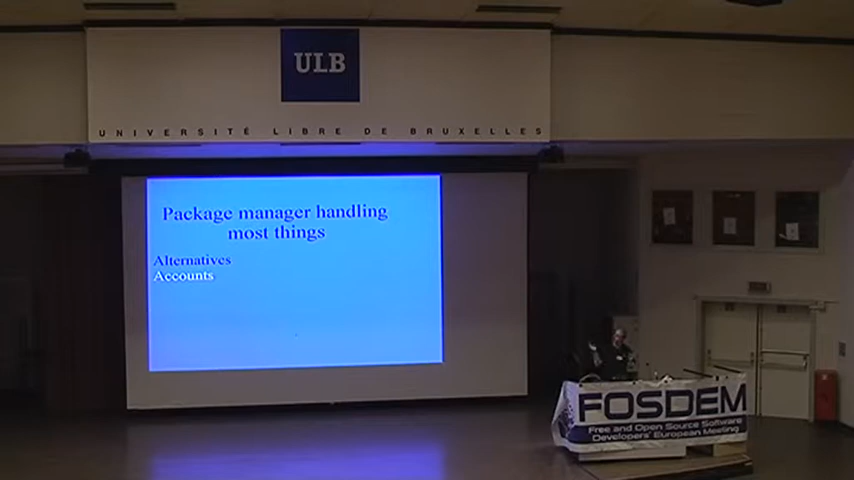 ULB
UNIVERSITÉ LIBRE DE BRUXELLES
Package manager handling
most things
Alternatives
Accounts
FOSDEM
Free and Open Source Software
Developers' European Meeting